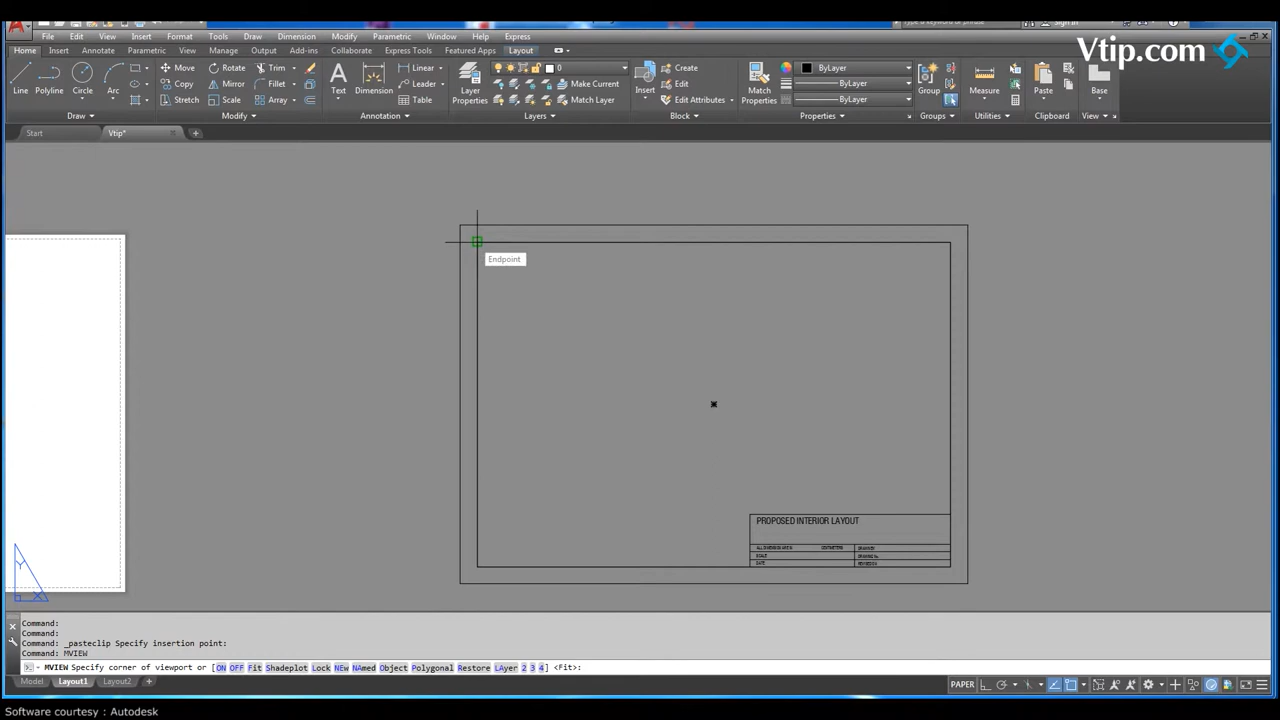 Sign In
File Edit View Insert Format Tools Draw Dimension Modify Parametric Window Help Express
Vtip.com
Home Insert Annotate Parametric View Manage Output Add-ins Collaborate Express Tools Featured Apps Layout
Line Polyline Circle Arc
Move Rotate Trim
Copy Mirror Fillet
Stretch Scale Array
Text Dimension
Linear
Leader
Table
Layer Properties
0
Make Current
Match Layer
Insert
Create
Edit
Edit Attributes
Match Properties
ByLayer
ByLayer
ByLayer
Group Measure Paste Base
Draw Modify Annotation Layers Block Properties Groups Utilities Clipboard View
Start Vtip*
Endpoint
PROPOSED INTERIOR LAYOUT
SCALE
DATE
Y
X
Command:
Command:
Command: _pasteclip Specify insertion point:
Command: MVIEW
MVIEW Specify corner of viewport or [ON OFF Fit Shadeplot Lock NEw NAmed Object Polygonal Restore LAyer 2 3 4] <Fit>:
Model Layout1 Layout2 +
PAPER
Software courtesy : Autodesk